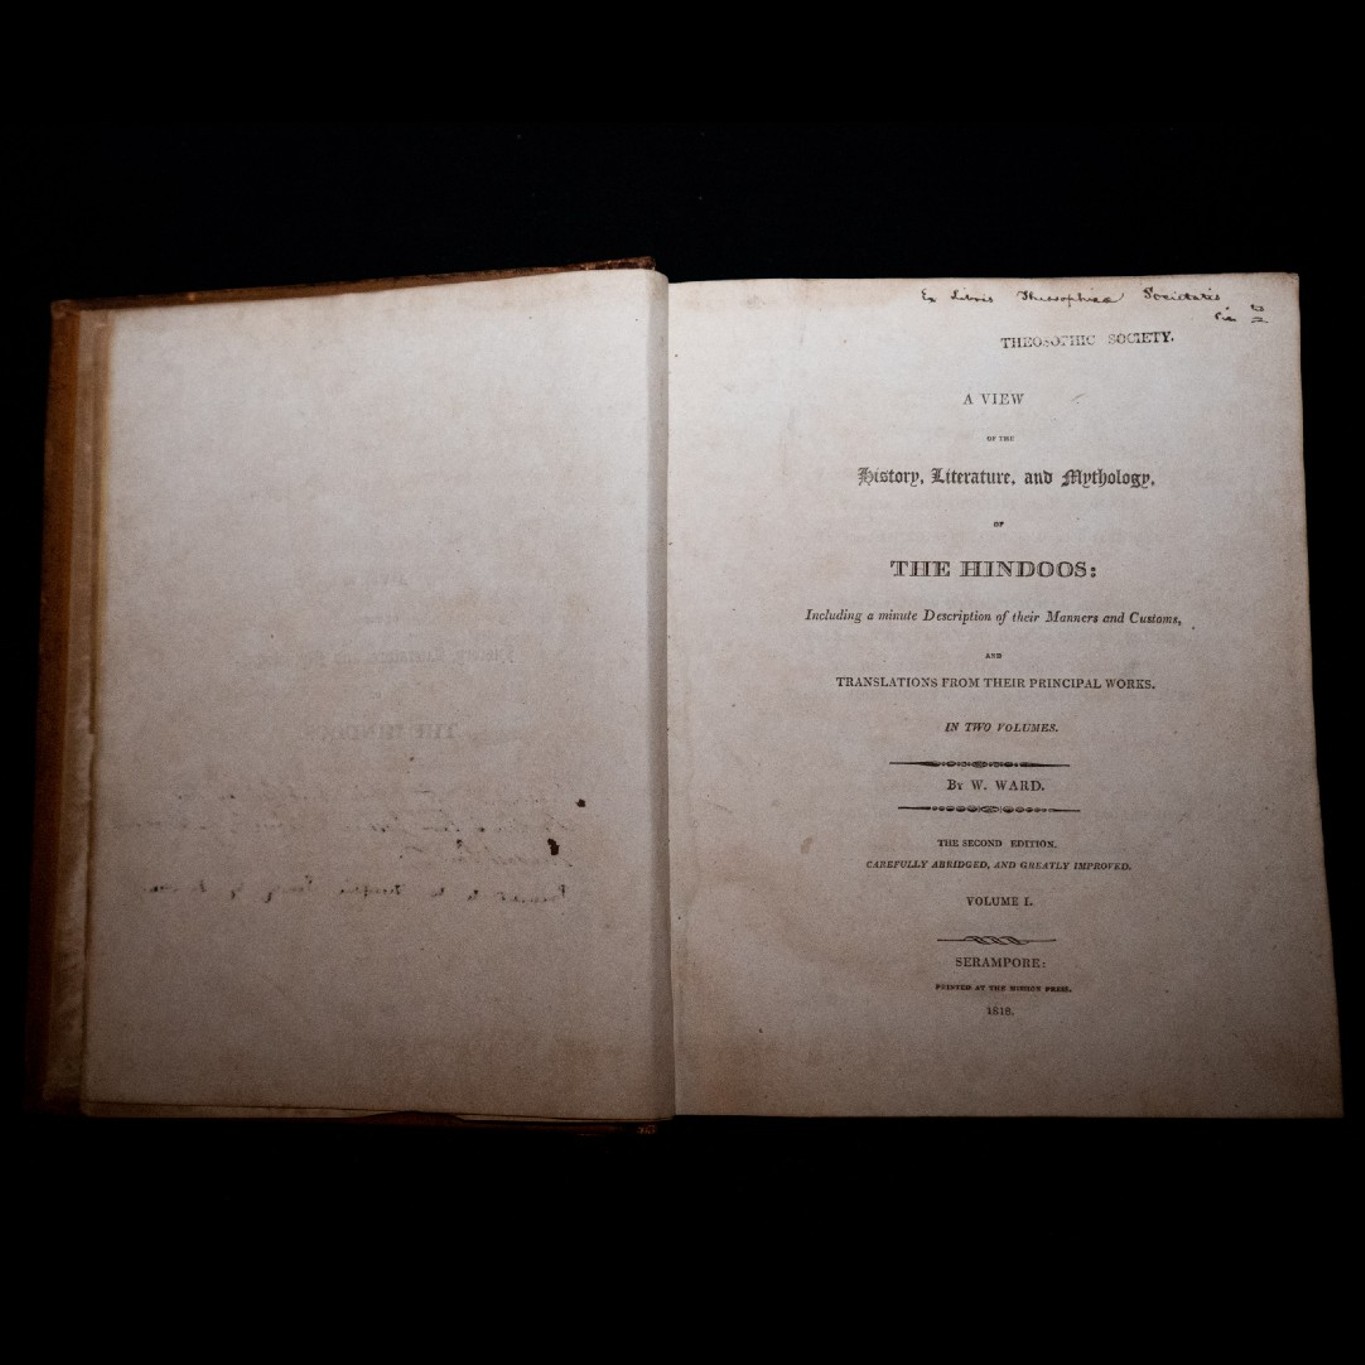 Ex Libris Theosophicae Societatis
THEOSOPHIC SOCIETY.
A VIEW
OF THE
History, Literature, and Mythology,
OF
THE HINDOOS:
Including a minute Description of their Manners and Customs,
AND
TRANSLATIONS FROM THEIR PRINCIPAL WORKS.
IN TWO VOLUMES.
By W. WARD.
THE SECOND EDITION.
CAREFULLY ABRIDGED, AND GREATLY IMPROVED.
VOLUME I.
SERAMPORE:
PRINTED AT THE MISSION PRESS.
1818.